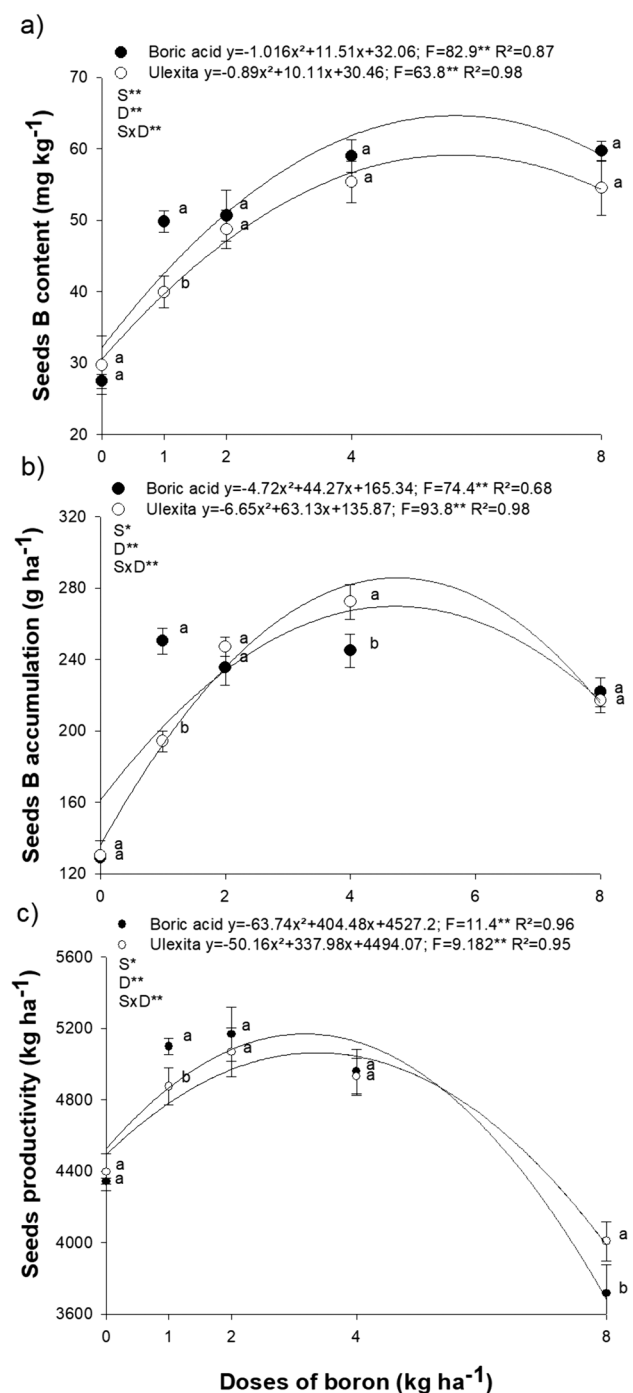 a)
Boric acid y=-1.016x²+11.51x+32.06; F=82.9** R²=0.87
Ulexita y=-0.89x²+10.11x+30.46; F=63.8** R²=0.98
S**
D**
SxD**
Seeds B content (mg kg⁻¹)
70
60
50
40
30
20
a
a
a
b
a
a
a
a
a
a
0
1
2
4
8
b)
Boric acid y=-4.72x²+44.27x+165.34; F=74.4** R²=0.68
Ulexita y=-6.65x²+63.13x+135.87; F=93.8** R²=0.98
S*
D**
SxD**
Seeds B accumulation (g ha⁻¹)
320
280
240
200
160
120
a
a
a
b
a
a
a
b
a
a
0
2
4
6
8
c)
Boric acid y=-63.74x²+404.48x+4527.2; F=11.4** R²=0.96
Ulexita y=-50.16x²+337.98x+4494.07; F=9.182** R²=0.95
S*
D**
SxD**
Seeds productivity (kg ha⁻¹)
5600
5200
4800
4400
4000
3600
a
a
a
b
a
a
a
a
a
b
0
1
2
4
8
Doses of boron (kg ha⁻¹)